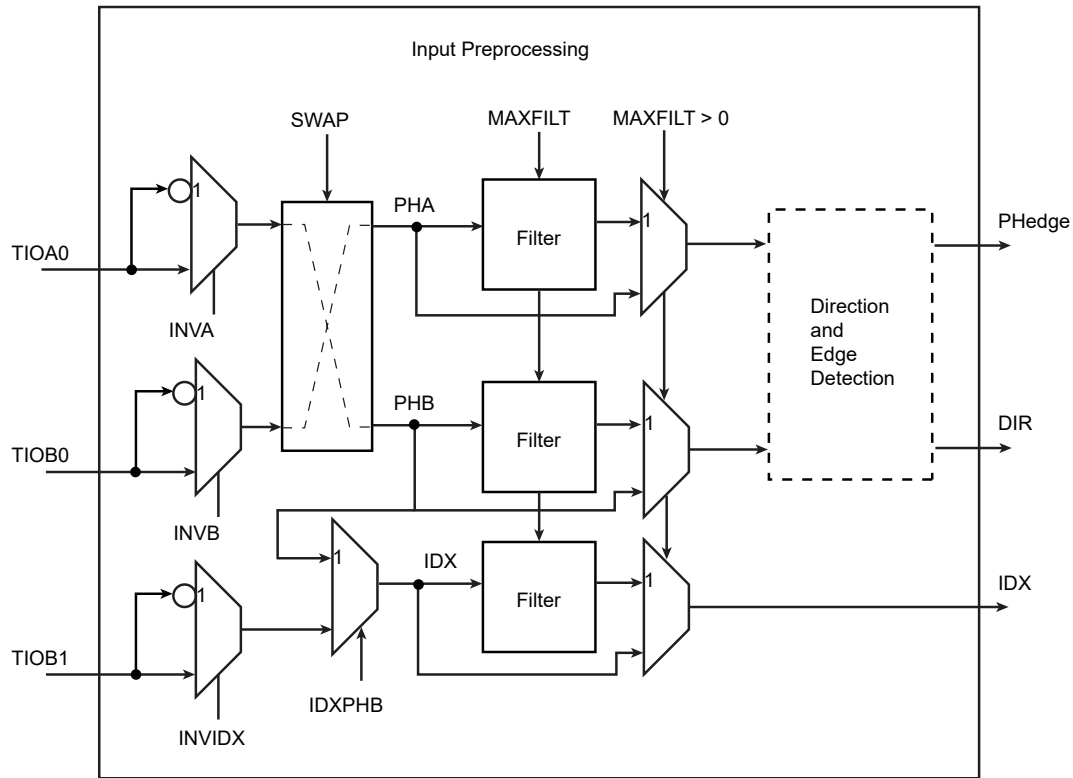 Input Preprocessing
SWAP
MAXFILT
MAXFILT > 0
1
PHA
1
PHedge
Filter
TIOA0
Direction
and
Edge
Detection
INVA
1
PHB
1
DIR
Filter
TIOB0
INVB
1
IDX
1
IDX
1
Filter
TIOB1
IDXPHB
INVIDX